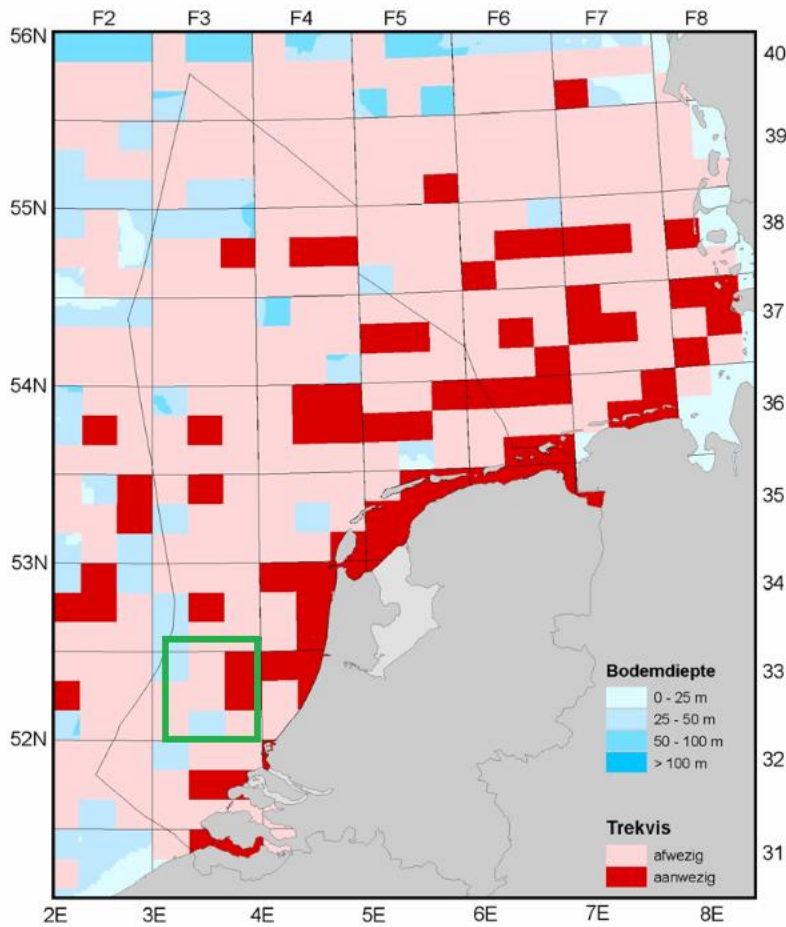 F2 F3 F4 F5 F6 F7 F8
56N
40
39
55N
38
37
54N
36
35
53N
34
33
52N
32
31
Bodemdiepte
0 - 25 m
25 - 50 m
50 - 100 m
> 100 m
Trekvis
afwezig
aanwezig
2E 3E 4E 5E 6E 7E 8E